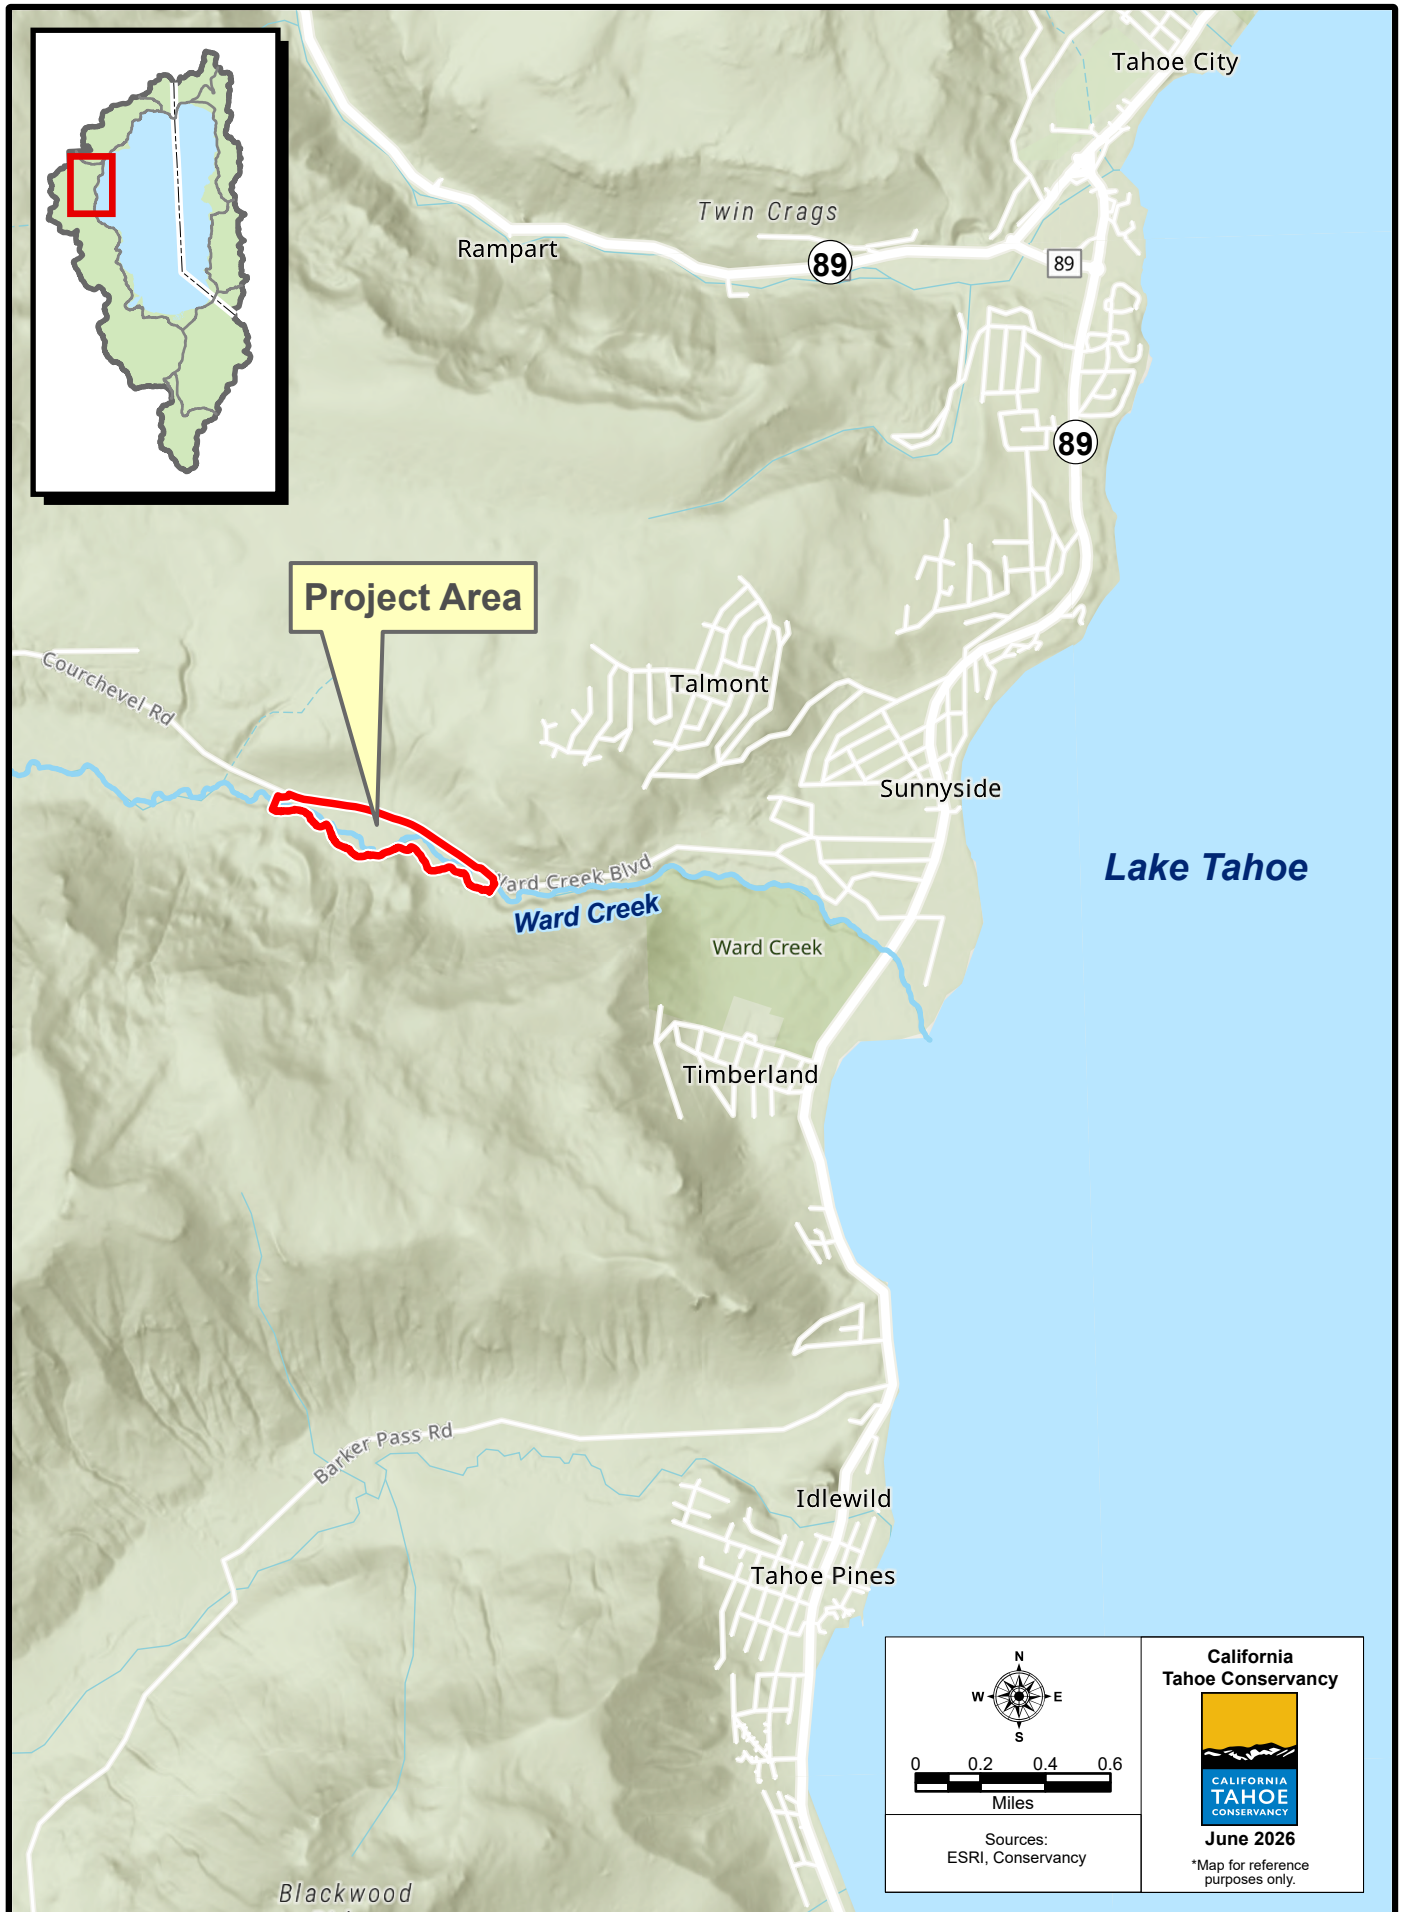 Tahoe City
Twin Crags
Rampart
89
89
89
Project Area
Courchevel Rd
Talmont
Sunnyside
Lake Tahoe
Ward Creek Blvd
Ward Creek
Ward Creek
Timberland
Barker Pass Rd
Idlewild
Tahoe Pines
Blackwood
N
W E
S
0 0.2 0.4 0.6
Miles
Sources:
ESRI, Conservancy
California
Tahoe Conservancy
CALIFORNIA
TAHOE
CONSERVANCY
June 2026
*Map for reference
purposes only.